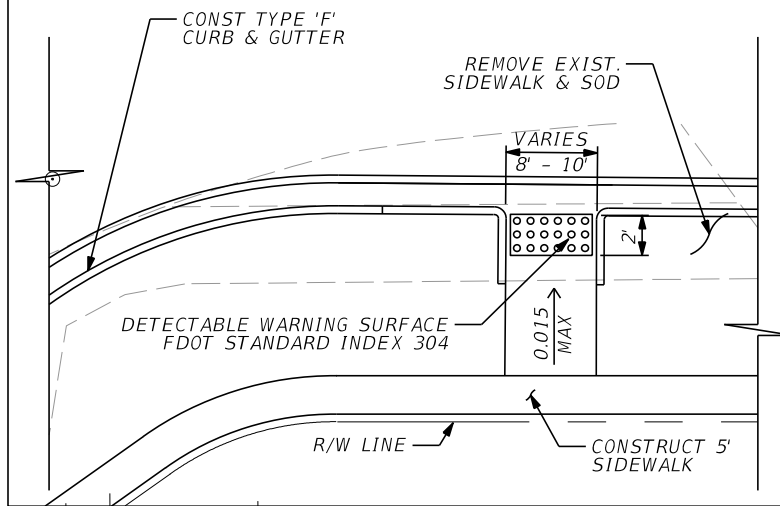 CONST TYPE 'F'
CURB & GUTTER
REMOVE EXIST.
SIDEWALK & SOD
VARIES
8' - 10'
2'
DETECTABLE WARNING SURFACE
FDOT STANDARD INDEX 304
0.015
MAX
R/W LINE
CONSTRUCT 5'
SIDEWALK